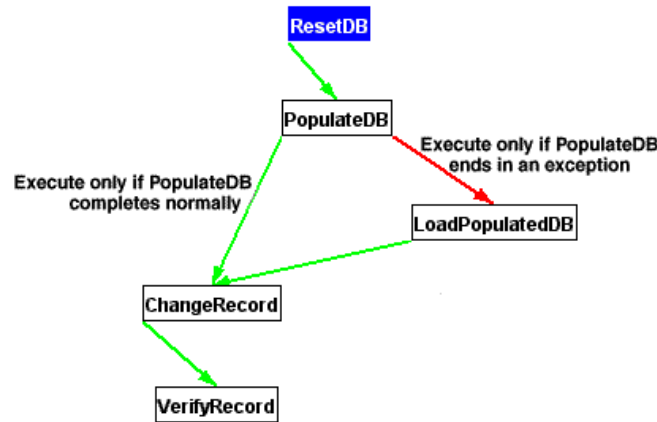 ResetDB
PopulateDB
Execute only if PopulateDB
ends in an exception
Execute only if PopulateDB
completes normally
LoadPopulatedDB
ChangeRecord
VerifyRecord